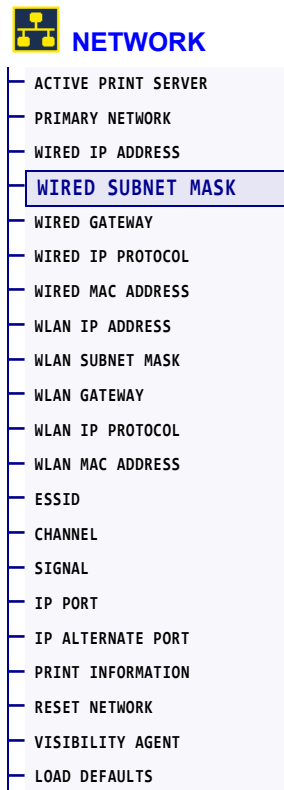 NETWORK
ACTIVE PRINT SERVER
PRIMARY NETWORK
WIRED IP ADDRESS
WIRED SUBNET MASK
WIRED GATEWAY
WIRED IP PROTOCOL
WIRED MAC ADDRESS
WLAN IP ADDRESS
WLAN SUBNET MASK
WLAN GATEWAY
WLAN IP PROTOCOL
WLAN MAC ADDRESS
ESSID
CHANNEL
SIGNAL
IP PORT
IP ALTERNATE PORT
PRINT INFORMATION
RESET NETWORK
VISIBILITY AGENT
LOAD DEFAULTS